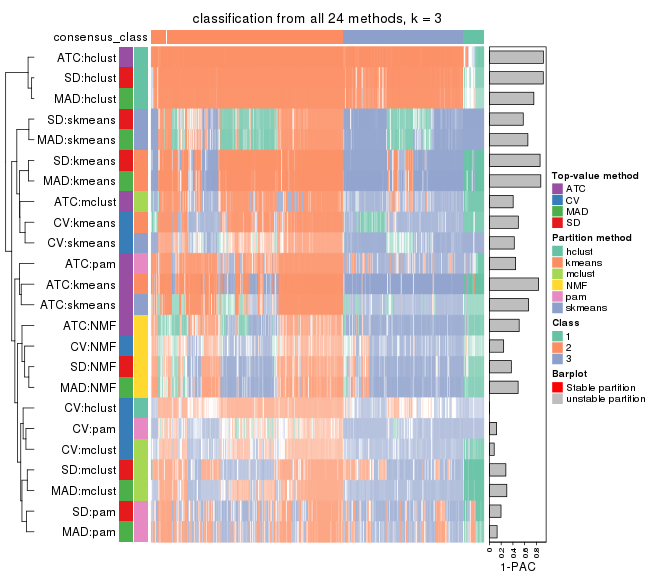 classification from all 24 methods, k = 3
consensus_class
ATC:hclust
SD:hclust
MAD:hclust
SD:skmeans
MAD:skmeans
SD:kmeans
MAD:kmeans
ATC:mclust
CV:kmeans
CV:skmeans
ATC:pam
ATC:kmeans
ATC:skmeans
ATC:NMF
CV:NMF
SD:NMF
MAD:NMF
CV:hclust
CV:pam
CV:mclust
SD:mclust
MAD:mclust
SD:pam
MAD:pam
0 0.2 0.4 0.6 0.8
1-PAC
Top-value method
ATC
CV
MAD
SD
Partition method
hclust
kmeans
mclust
NMF
pam
skmeans
Class
1
2
3
Barplot
Stable partition
unstable partition